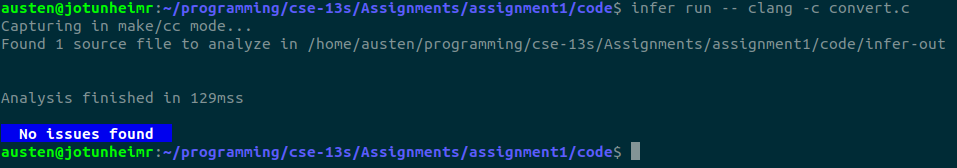 austen@jotunheimr:~/programming/cse-13s/Assignments/assignment1/code$ infer run -- clang -c convert.c
Capturing in make/cc mode...
Found 1 source file to analyze in /home/austen/programming/cse-13s/Assignments/assignment1/code/infer-out
Analysis finished in 129mss
No issues found
austen@jotunheimr:~/programming/cse-13s/Assignments/assignment1/code$